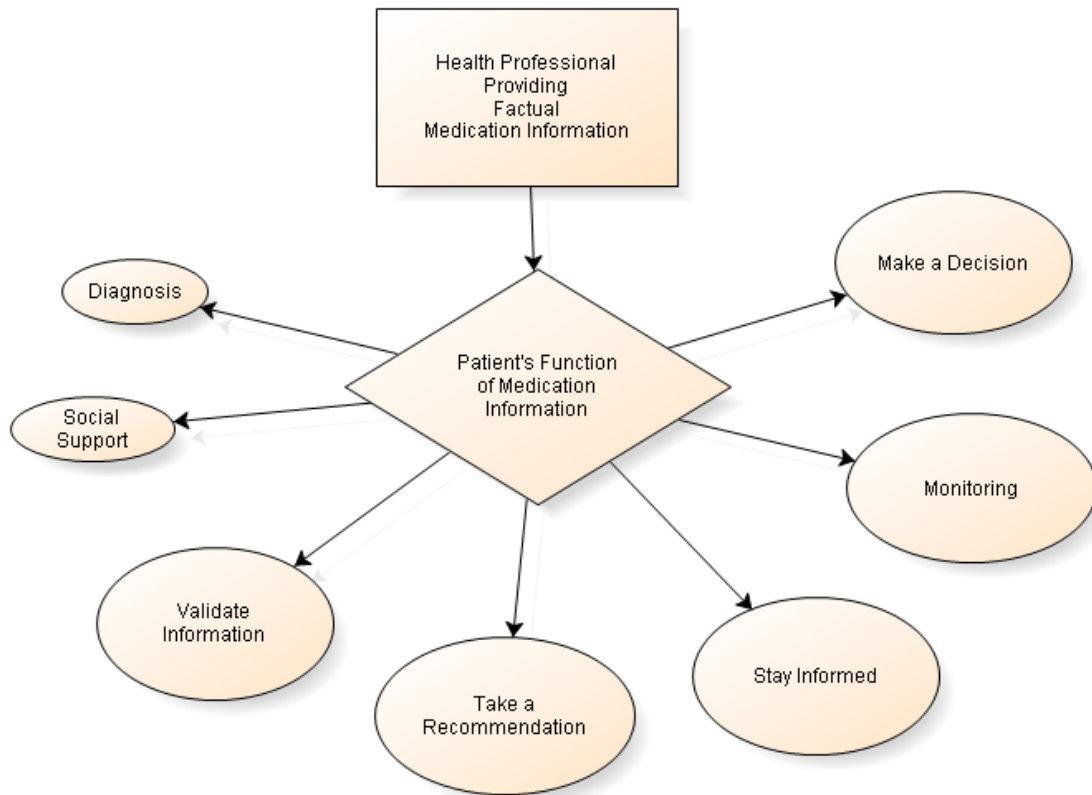 Health Professional
Providing
Factual
Medication Information
Make a Decision
Diagnosis
Patient's Function
of Medication
Information
Social
Support
Monitoring
Validate
Information
Stay Informed
Take a
Recommendation